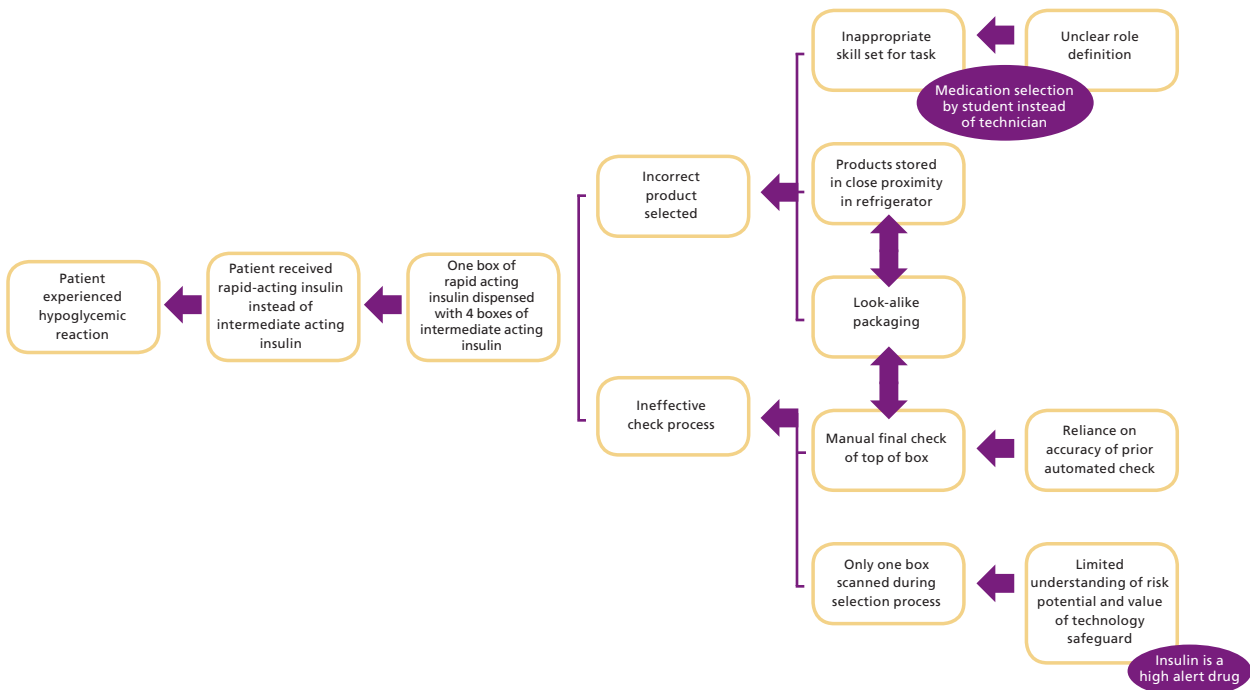 Patient
experienced
hypoglycemic
reaction
Patient received
rapid-acting insulin
instead of
intermediate acting
insulin
One box of
rapid acting
insulin dispensed
with 4 boxes of
intermediate acting
insulin
Incorrect
product
selected
Ineffective
check process
Inappropriate
skill set for task
Unclear role
definition
Medication selection
by student instead
of technician
Products stored
in close proximity
in refrigerator
Look-alike
packaging
Manual final check
of top of box
Reliance on
accuracy of prior
automated check
Only one box
scanned during
selection process
Limited
understanding of risk
potential and value
of technology
safeguard
Insulin is a
high alert drug